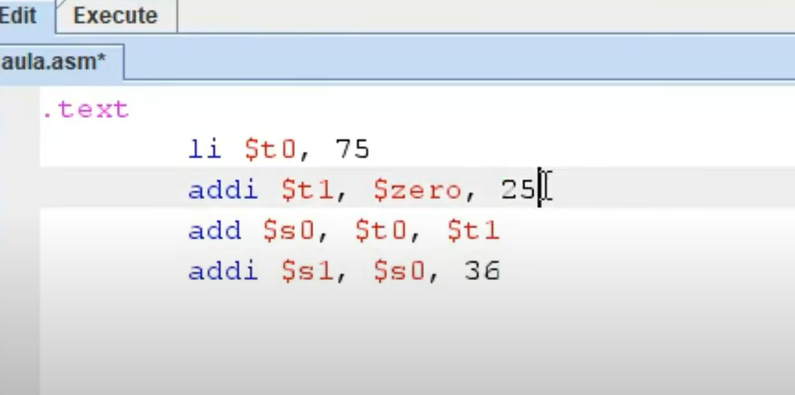 Edit Execute
aula.asm*
.text
li $t0, 75
addi $t1, $zero, 25
add $s0, $t0, $t1
addi $s1, $s0, 36